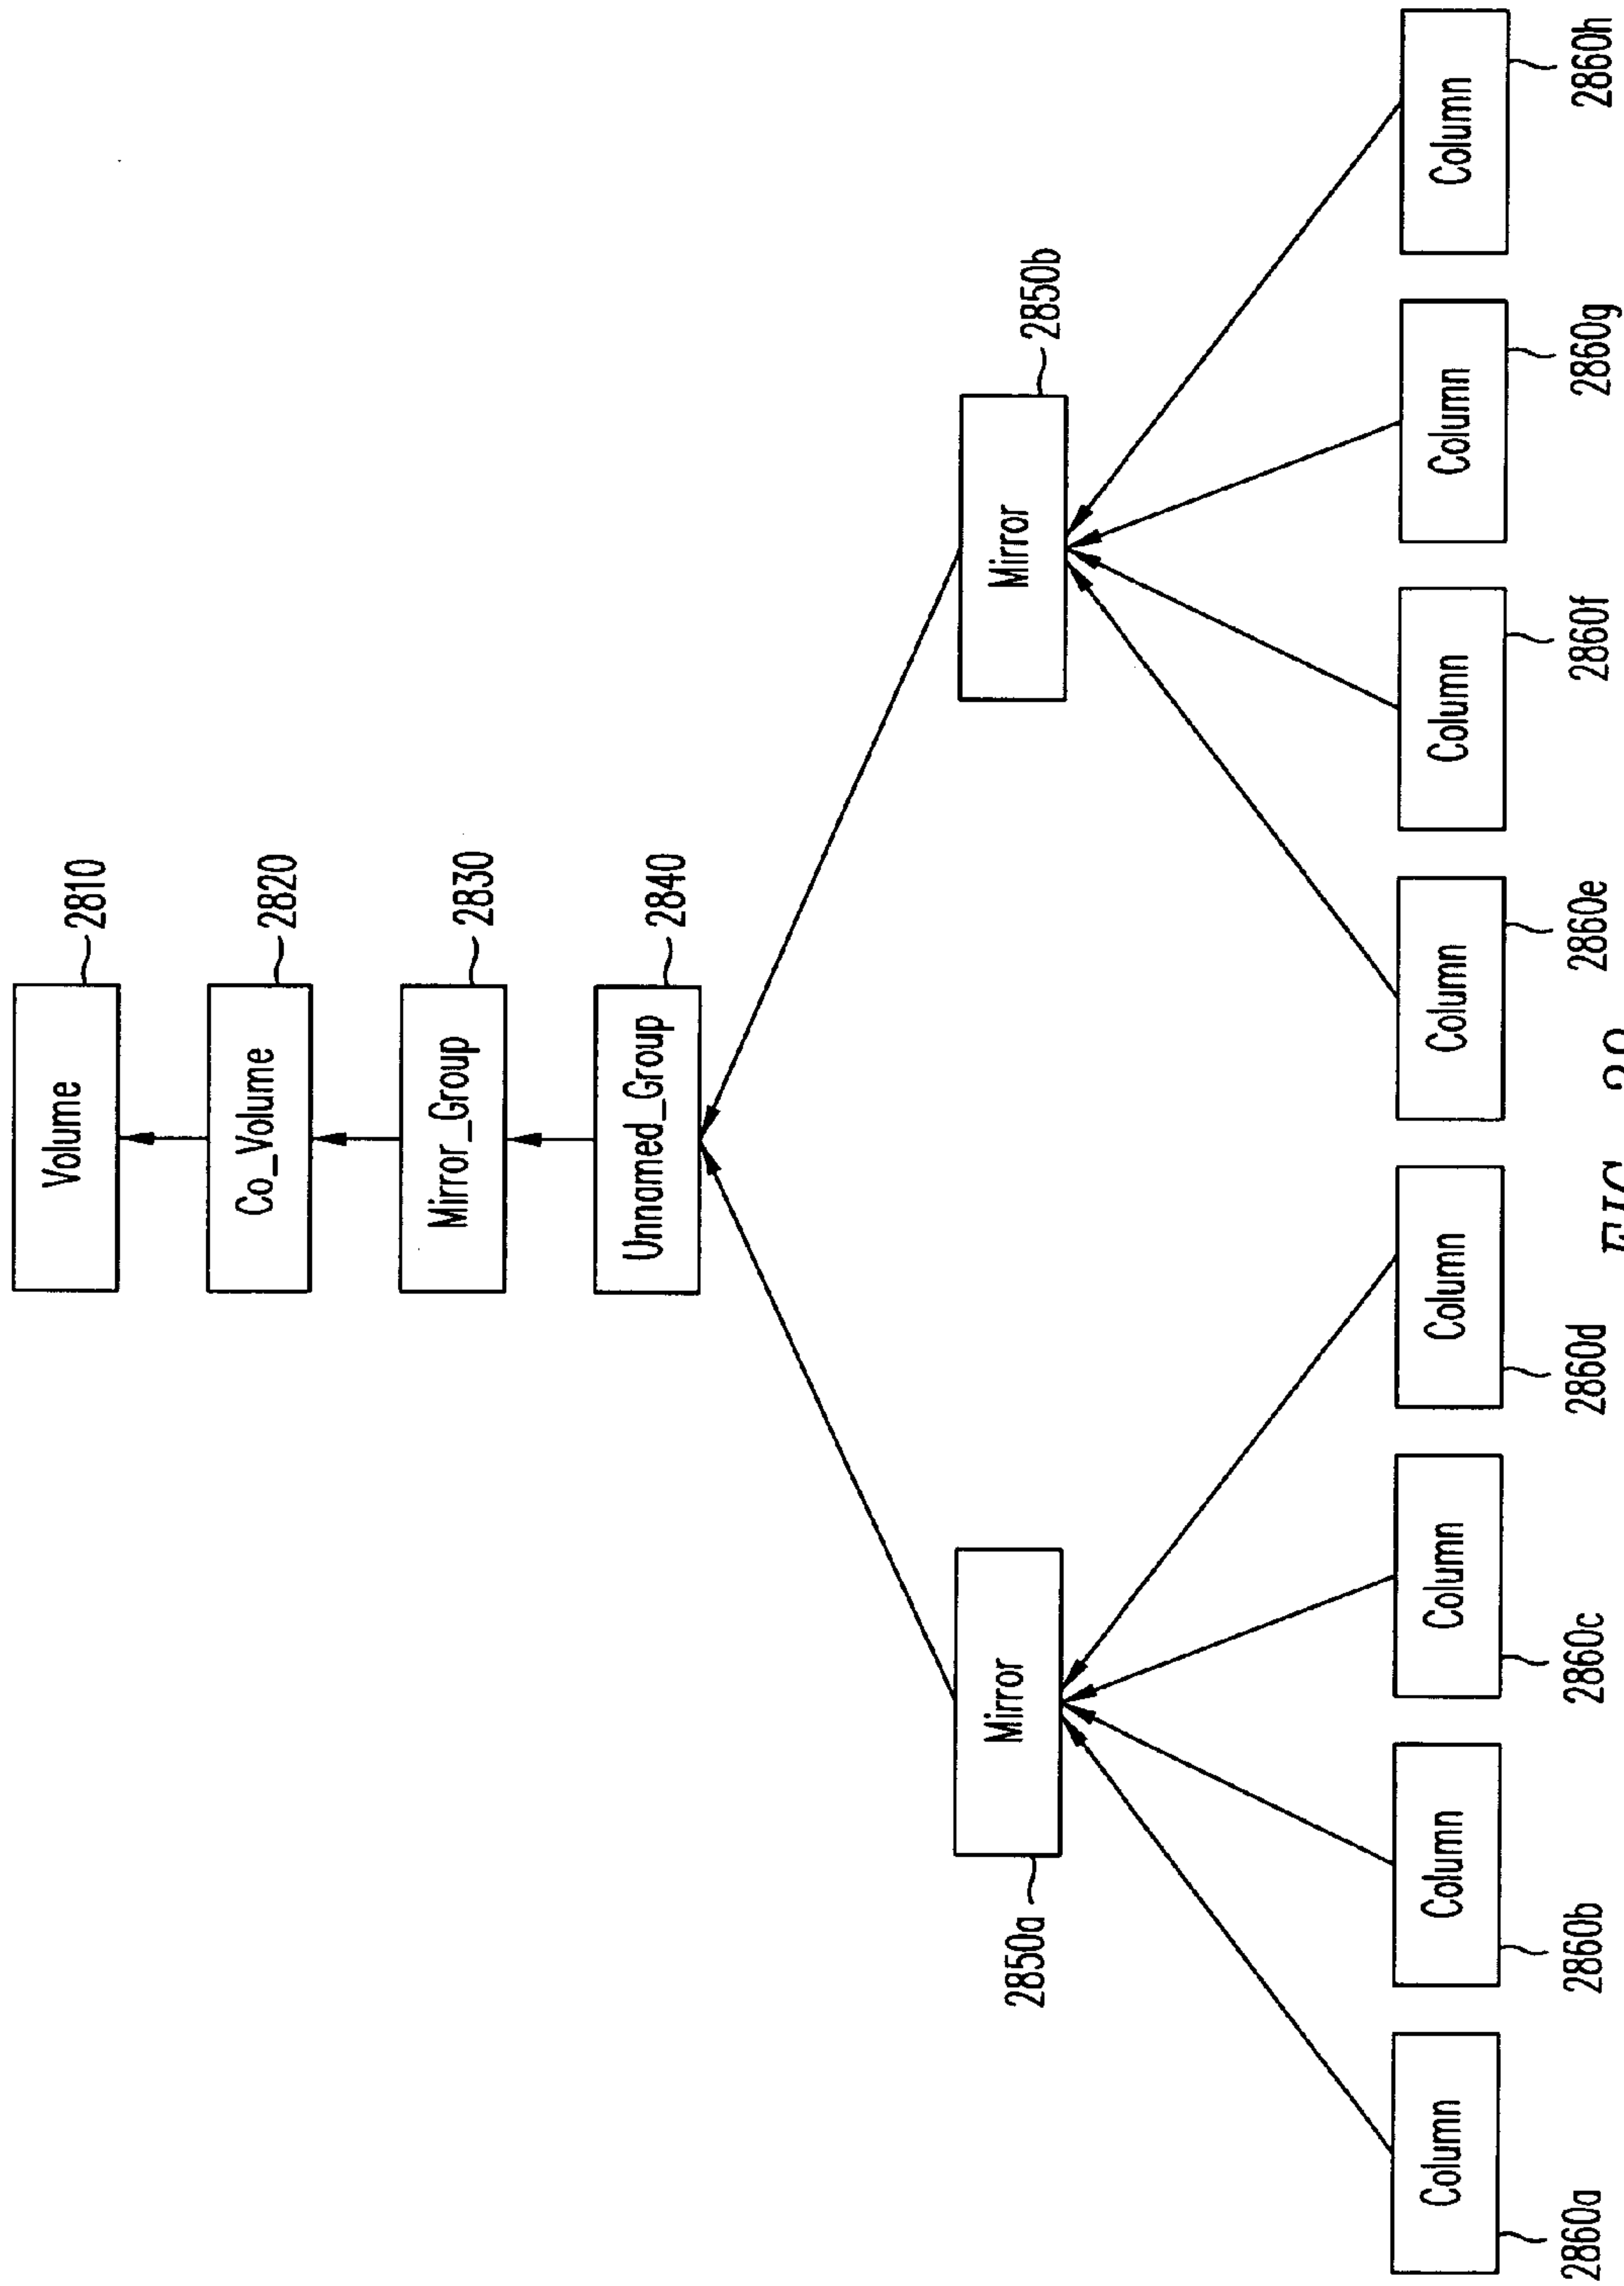 Volume
2810
Co_Volume
2820
Mirror_Group
2830
Unnamed_Group
2840
Mirror
2850a
Mirror
2850b
Column
2860a
Column
2860b
Column
2860c
Column
2860d
Column
2860e
Column
2860f
Column
2860g
Column
2860h